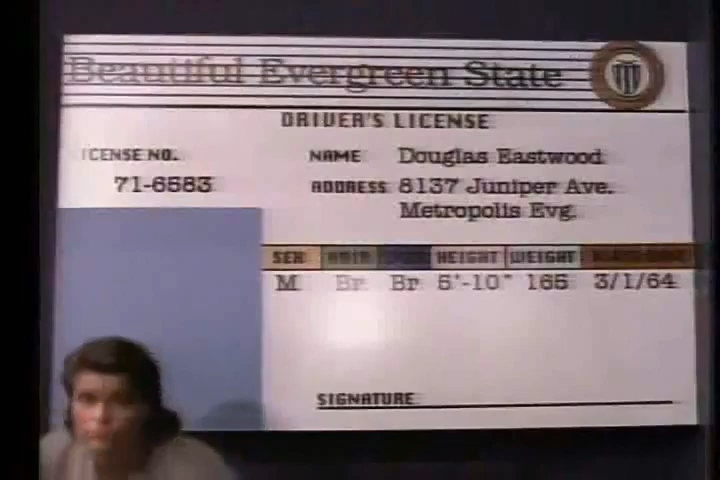 Beautiful Evergreen State
DRIVER'S LICENSE
ICENSE NO. NAME Douglas Eastwood
71-6583 ADDRESS 8137 Juniper Ave.
Metropolis Evg.
SEX HAIR HEIGHT WEIGHT
M Br Br 5'-10" 165 3/1/64
SIGNATURE